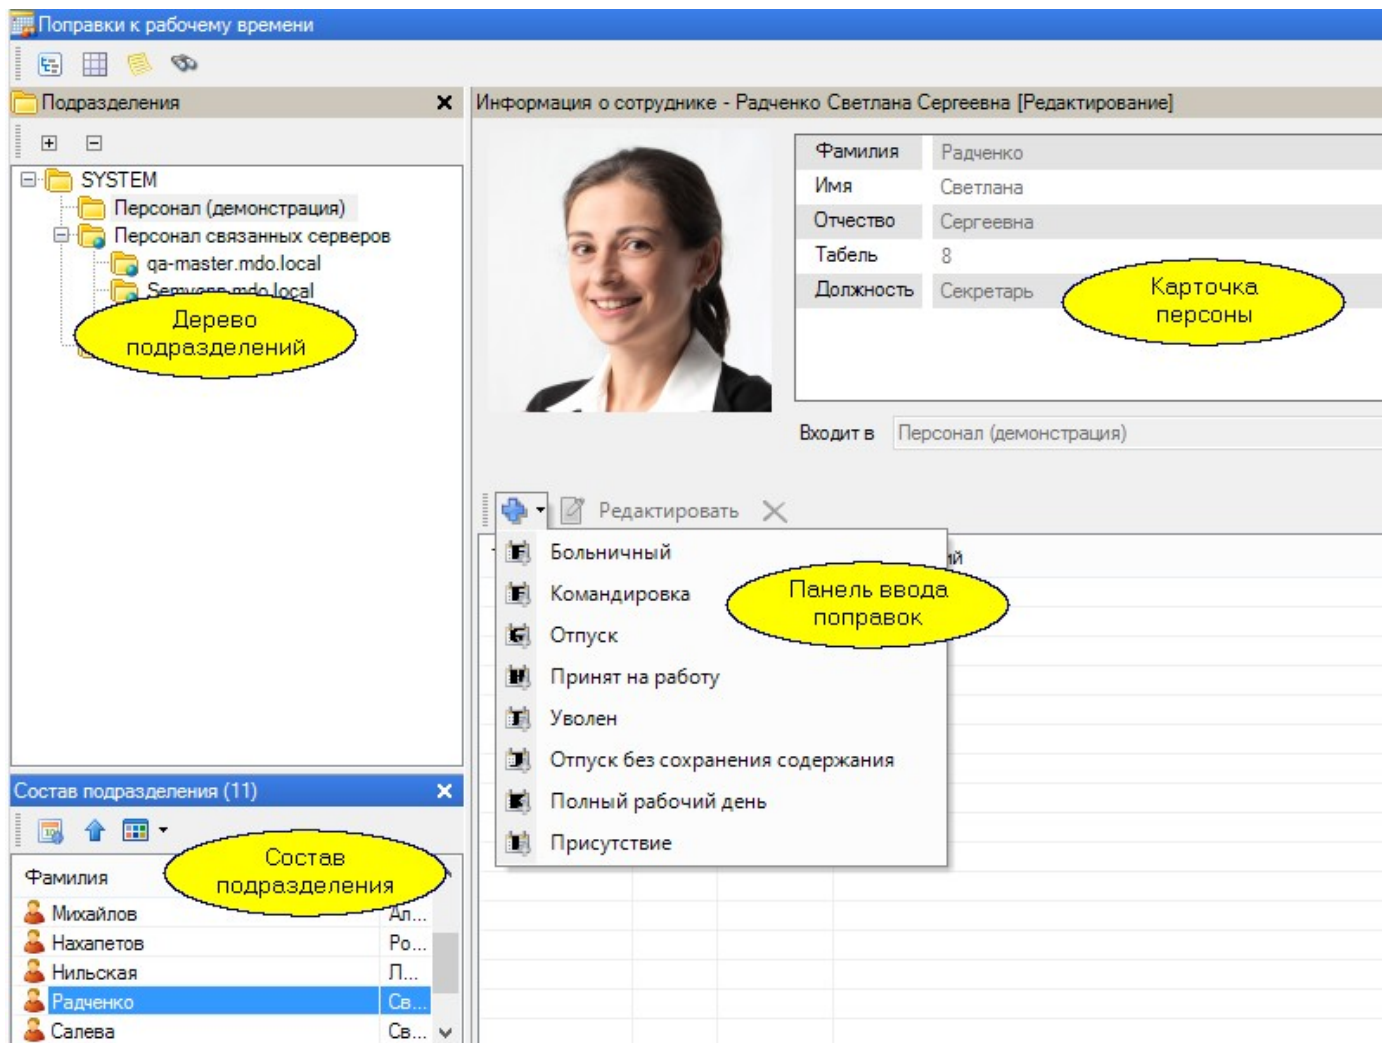 Поправки к рабочему времени
Подразделения
Информация о сотруднике - Радченко Светлана Сергеевна [Редактирование]
SYSTEM
Персонал (демонстрация)
Персонал связанных серверов
qa-master.mdo.local
Дерево
подразделений
Фамилия Радченко
Имя Светлана
Отчество Сергеевна
Табель 8
Должность Секретарь
Карточка
персоны
Входит в Персонал (демонстрация)
Редактировать
Больничный
Командировка
Отпуск
Принят на работу
Уволен
Отпуск без сохранения содержания
Полный рабочий день
Присутствие
Панель ввода
поправок
Состав подразделения (11)
Состав
подразделения
Фамилия
Михайлов Ал...
Нахапетов Ро...
Нильская П...
Радченко Св...
Салева Св...